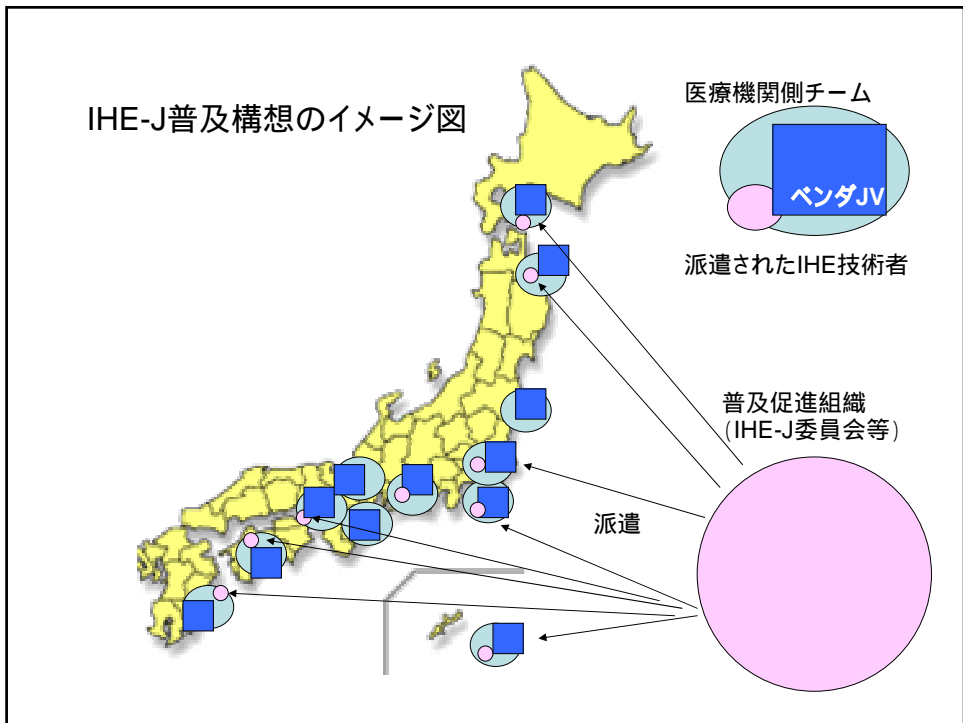 IHE-J普及構想のイメージ図
医療機関側チーム
ベンダJV
派遣されたIHE技術者
普及促進組織
(IHE-J委員会等)
派遣